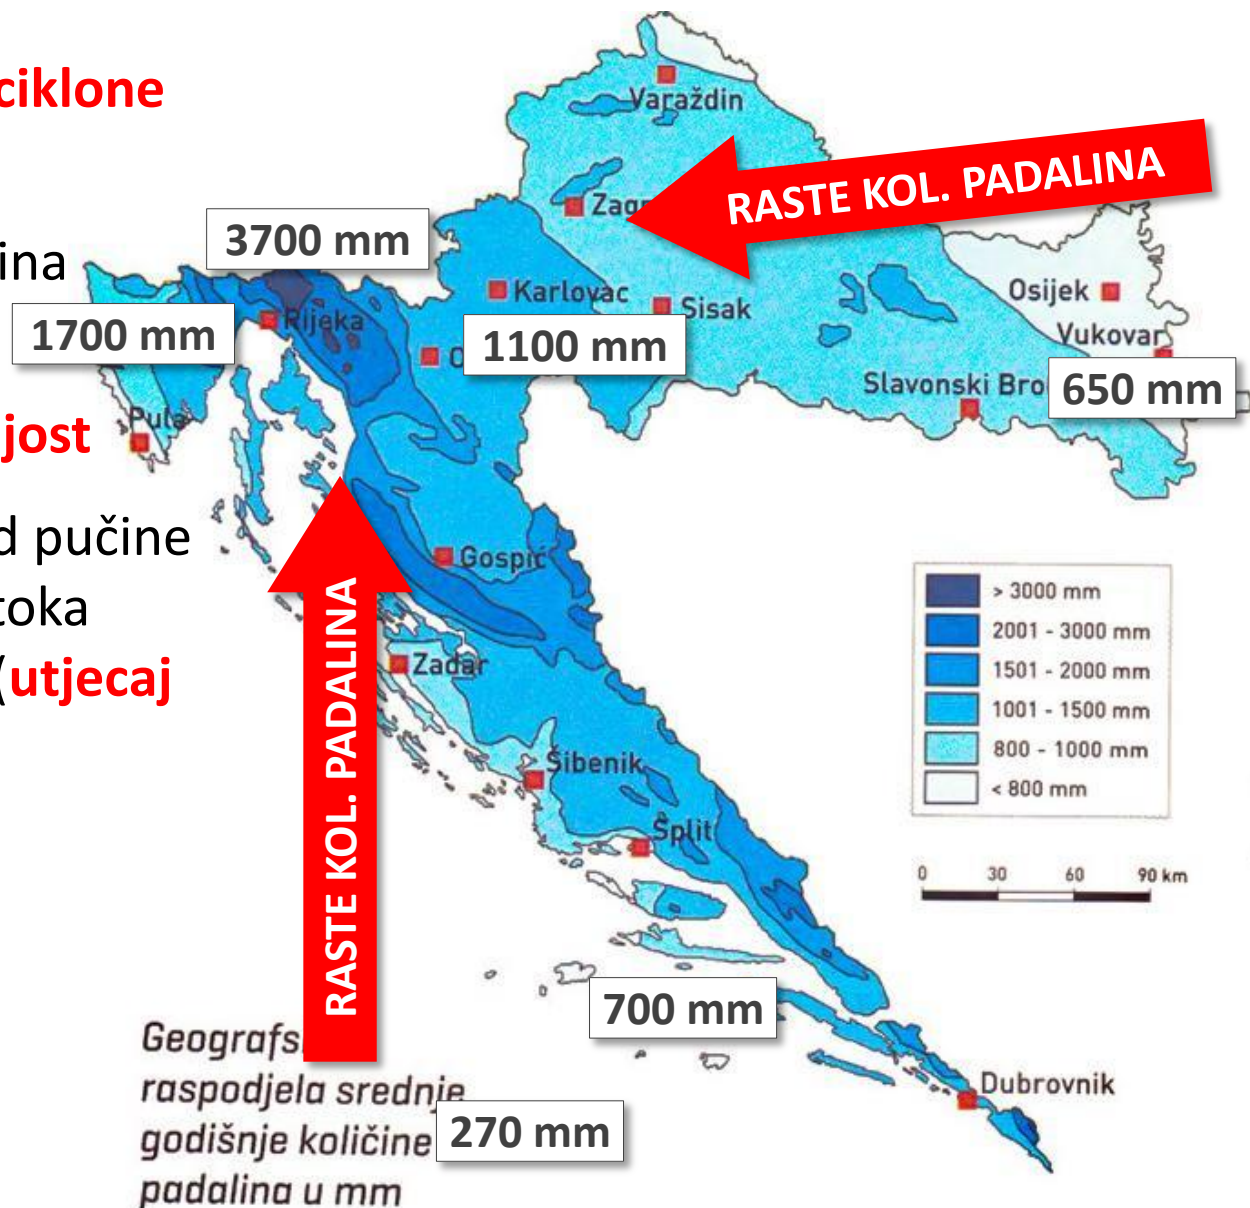 ciklone
ina
jost
d pučine
toka
(utjecaj
Varaždin
RASTE KOL. PADALINA
3700 mm
Osijek
Karlovac
Sisak
Rijeka
1700 mm
1100 mm
Vukovar
Slavonski Bro
650 mm
Pula
Gospić
> 3000 mm
2001 - 3000 mm
1501 - 2000 mm
1001 - 1500 mm
800 - 1000 mm
< 800 mm
RASTE KOL. PADALINA
Zadar
Šibenik
Split
0 30 60 90 km
700 mm
Geografs
raspodjela srednje
godišnje količine
padalina u mm
270 mm
Dubrovnik